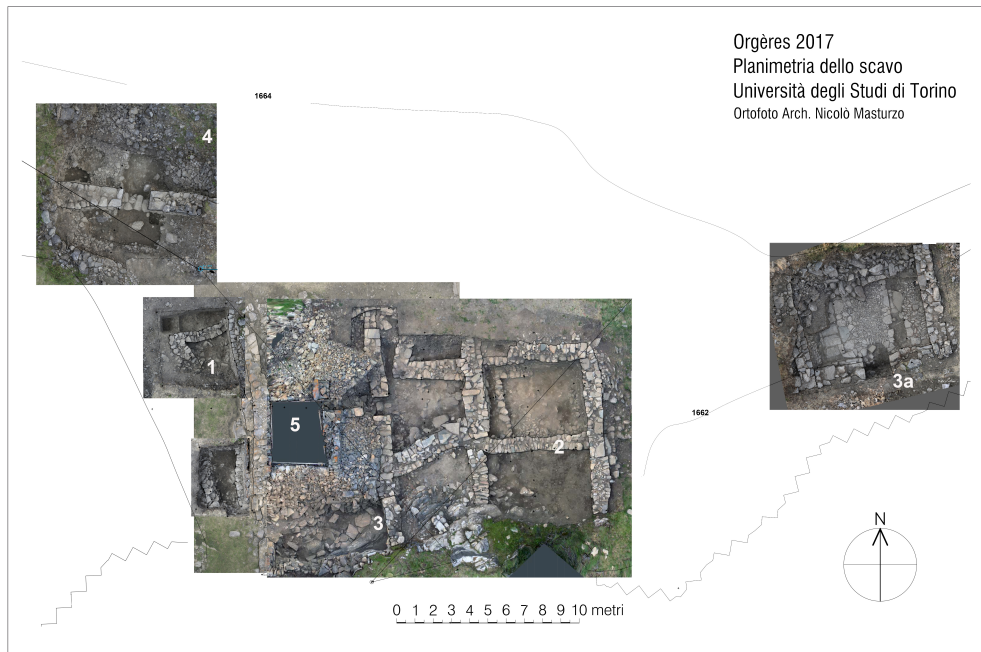 Orgères 2017
Planimetria dello scavo
Università degli Studi di Torino
Ortofoto Arch. Nicolò Masturzo
1664
4
1
5
2
3
3a
1662
N
0 1 2 3 4 5 6 7 8 9 10 metri